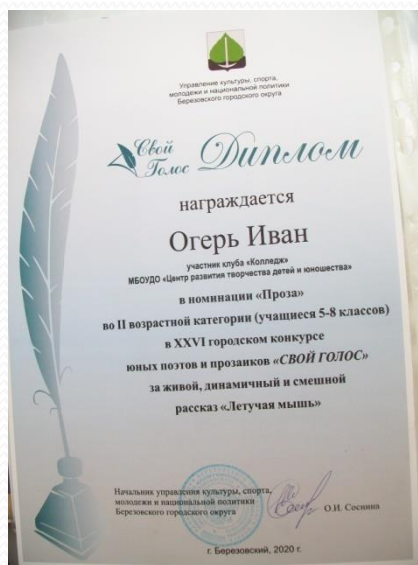 Управление культуры, спорта,
молодежи и национальной политики
Березовского городского округа
Свой
Голос
Диплом
награждается
Огерь Иван
участник клуба «Колледж»
МБОУДО «Центр развития творчества детей и юношества»
в номинации «Проза»
во II возрастной категории (учащиеся 5-8 классов)
в XXVI городском конкурсе
юных поэтов и прозаиков «СВОЙ ГОЛОС»
за живой, динамичный и смешной
рассказ «Летучая мышь»
Начальник управления культуры, спорта,
молодежи и национальной политики
Березовского городского округа
О.И. Соснина
г. Березовский, 2020 г.